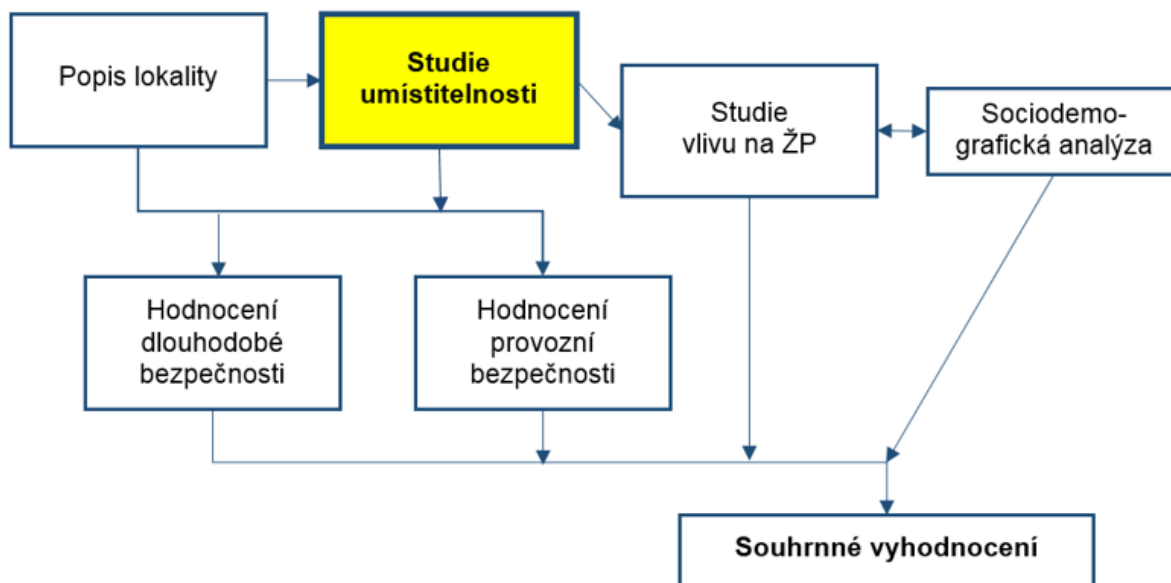 Popis lokality
Studie
umístitelnosti
Studie
vlivu na ŽP
Sociodemo-
grafická analýza
Hodnocení
dlouhodobé
bezpečnosti
Hodnocení
provozní
bezpečnosti
Souhrnné vyhodnocení